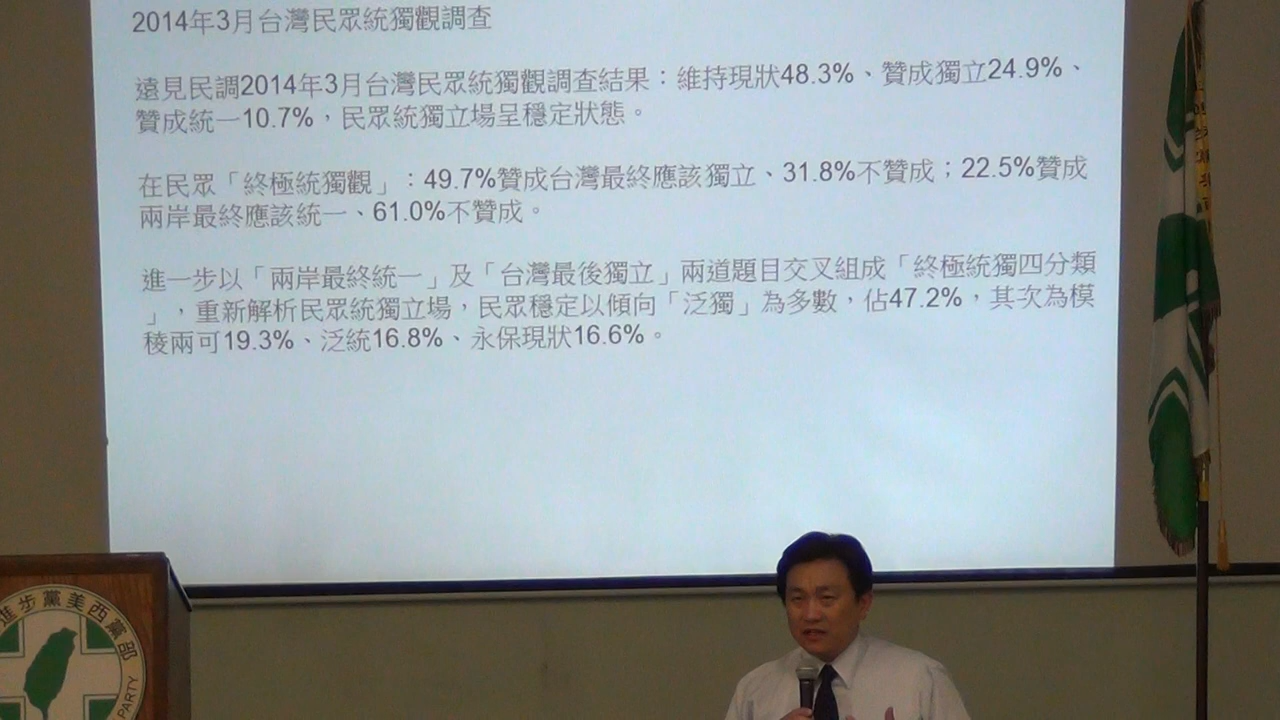 2014年3月台灣民眾統獨觀調查
遠見民調2014年3月台灣民眾統獨觀調查結果：維持現狀48.3%、贊成獨立24.9%、
贊成統一10.7%，民眾統獨立場呈穩定狀態。
在民眾「終極統獨觀」：49.7%贊成台灣最終應該獨立、31.8%不贊成；22.5%贊成
兩岸最終應該統一、61.0%不贊成。
進一步以「兩岸最終統一」及「台灣最後獨立」兩道題目交叉組成「終極統獨四分類
」，重新解析民眾統獨立場，民眾穩定以傾向「泛獨」為多數，佔47.2%，其次為模
稜兩可19.3%、泛統16.8%、永保現狀16.6%。
進步黨美西黨部
PARTY